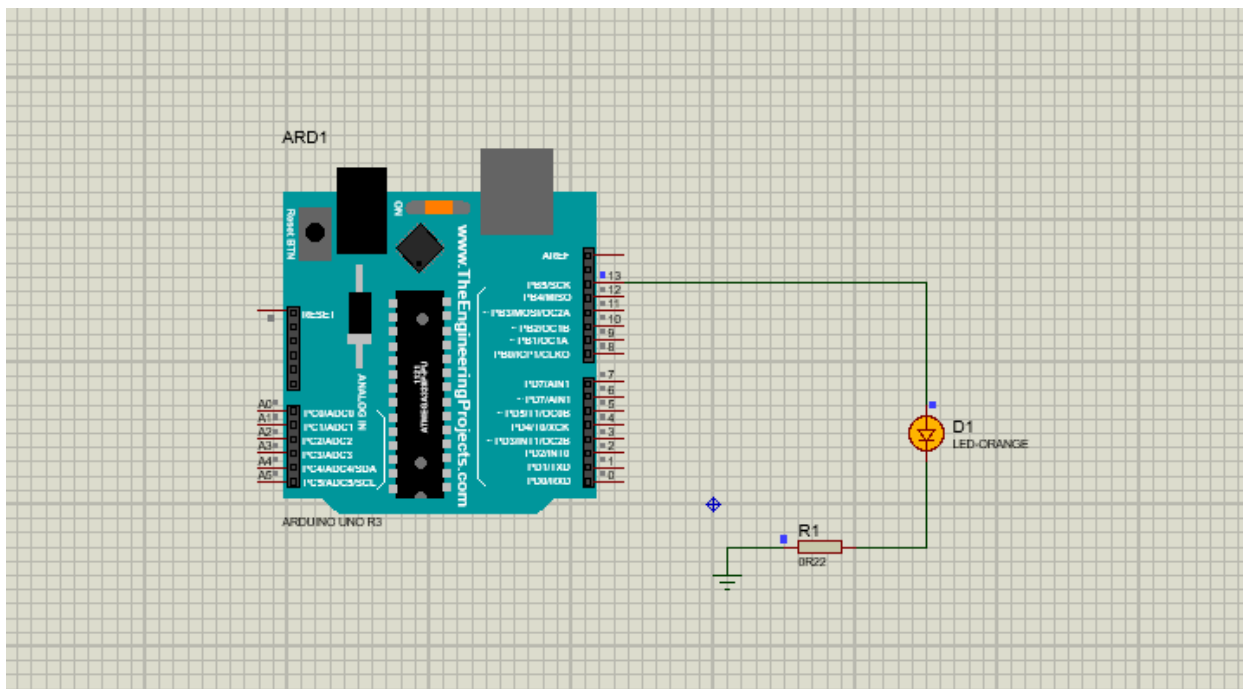 ARD1
Reset BTN
ON
www.TheEngineeringProjects.com
RESET
ANALOG IN
A0
A1
A2
A3
A4
A5
PC0/ADC0
PC1/ADC1
PC2/ADC2
PC3/ADC3
PC4/ADC4/SDA
PC5/ADC5/SCL
1121
AREF
PB5/SCK
PB4/MISO
~PB3/MOSI/OC2A
~PB2/OC1B
~PB1/OC1A
PB0/ICP1/CLKO
PD7/AIN1
~PD7/AIN1
~PD5/T1/OC0B
PD4/T0/XCK
~PD3/INT1/OC2B
PD2/INT0
PD1/TXD
PD0/RXD
13
12
11
10
9
8
7
6
5
4
3
2
1
0
ARDUINO UNO R3
D1
LED-ORANGE
R1
0R22